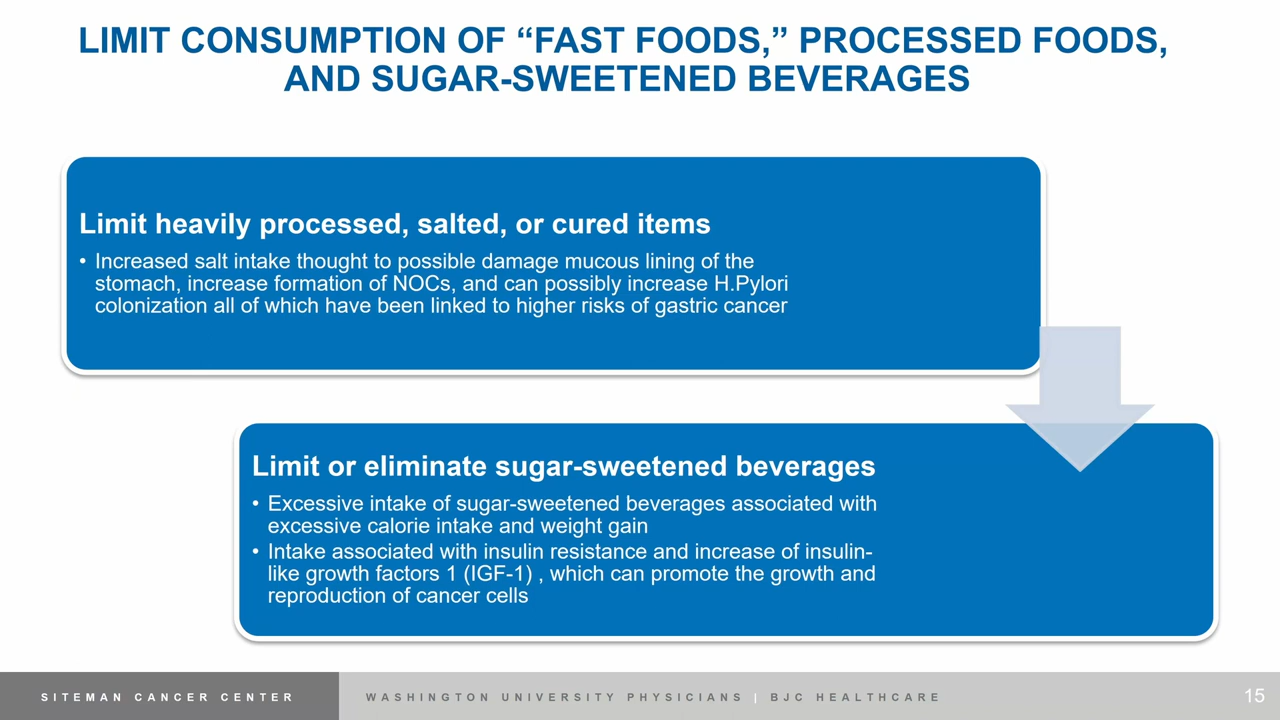 LIMIT CONSUMPTION OF “FAST FOODS,” PROCESSED FOODS,
AND SUGAR-SWEETENED BEVERAGES
Limit heavily processed, salted, or cured items
• Increased salt intake thought to possible damage mucous lining of the
stomach, increase formation of NOCs, and can possibly increase H.Pylori
colonization all of which have been linked to higher risks of gastric cancer
Limit or eliminate sugar-sweetened beverages
• Excessive intake of sugar-sweetened beverages associated with
excessive calorie intake and weight gain
• Intake associated with insulin resistance and increase of insulin-
like growth factors 1 (IGF-1) , which can promote the growth and
reproduction of cancer cells
SITEMAN CANCER CENTER
WASHINGTON UNIVERSITY PHYSICIANS | BJC HEALTHCARE
15